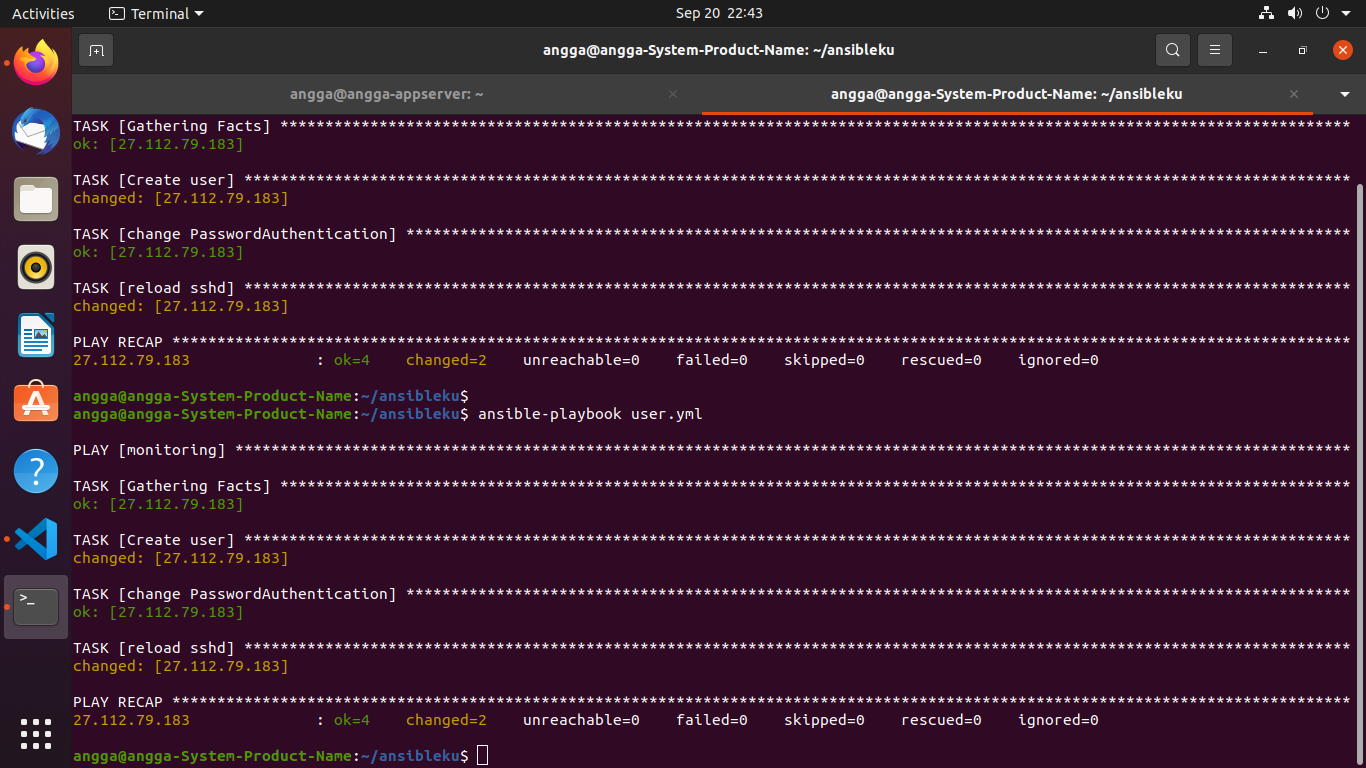 Activities Terminal Sep 20 22:43
angga@angga-System-Product-Name: ~/ansibleku
angga@angga-appserver: ~ angga@angga-System-Product-Name: ~/ansibleku
TASK [Gathering Facts] ***********************************************************************************************************************
ok: [27.112.79.183]
TASK [Create user] ***************************************************************************************************************************
changed: [27.112.79.183]
TASK [change PasswordAuthentication] *********************************************************************************************************
ok: [27.112.79.183]
TASK [reload sshd] ***************************************************************************************************************************
changed: [27.112.79.183]
PLAY RECAP ***********************************************************************************************************************************
27.112.79.183 : ok=4 changed=2 unreachable=0 failed=0 skipped=0 rescued=0 ignored=0
angga@angga-System-Product-Name:~/ansibleku$
angga@angga-System-Product-Name:~/ansibleku$ ansible-playbook user.yml
PLAY [monitoring] ****************************************************************************************************************************
TASK [Gathering Facts] ***********************************************************************************************************************
ok: [27.112.79.183]
TASK [Create user] ***************************************************************************************************************************
changed: [27.112.79.183]
TASK [change PasswordAuthentication] *********************************************************************************************************
ok: [27.112.79.183]
TASK [reload sshd] ***************************************************************************************************************************
changed: [27.112.79.183]
PLAY RECAP ***********************************************************************************************************************************
27.112.79.183 : ok=4 changed=2 unreachable=0 failed=0 skipped=0 rescued=0 ignored=0
angga@angga-System-Product-Name:~/ansibleku$